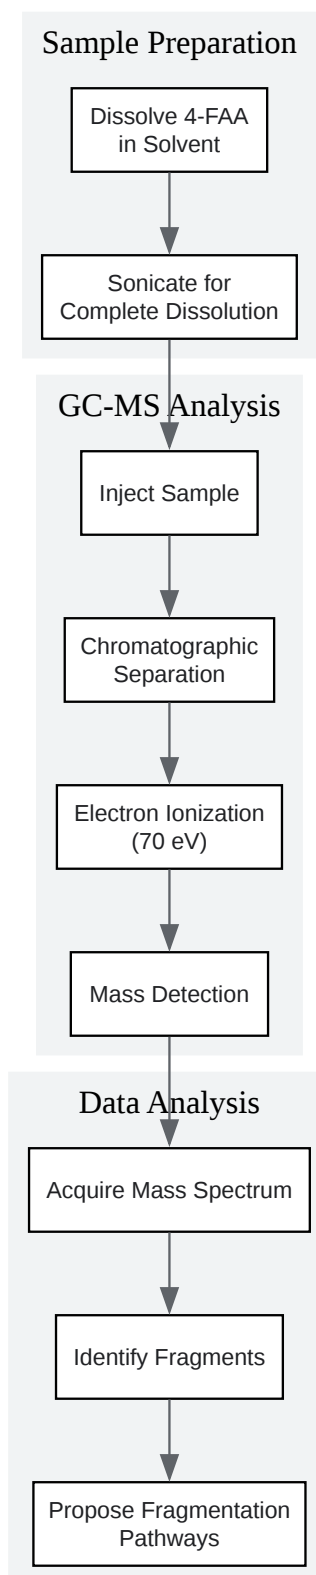 Sample Preparation
Dissolve 4-FAA
in Solvent
Sonicate for
Complete Dissolution
GC-MS Analysis
Inject Sample
Chromatographic
Separation
Electron Ionization
(70 eV)
Mass Detection
Data Analysis
Acquire Mass Spectrum
Identify Fragments
Propose Fragmentation
Pathways